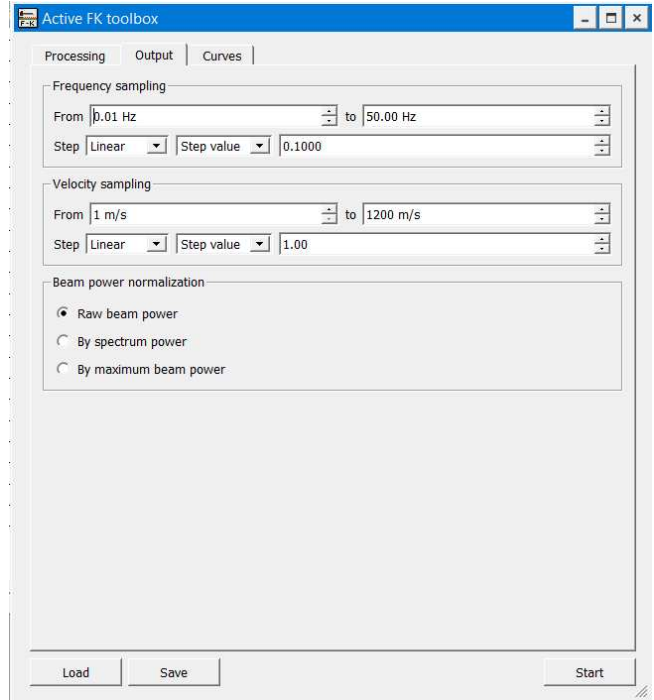 F-K Active FK toolbox
Processing Output Curves
Frequency sampling
From 0.01 Hz to 50.00 Hz
Step Linear Step value 0.1000
Velocity sampling
From 1 m/s to 1200 m/s
Step Linear Step value 1.00
Beam power normalization
Raw beam power
By spectrum power
By maximum beam power
Load Save Start